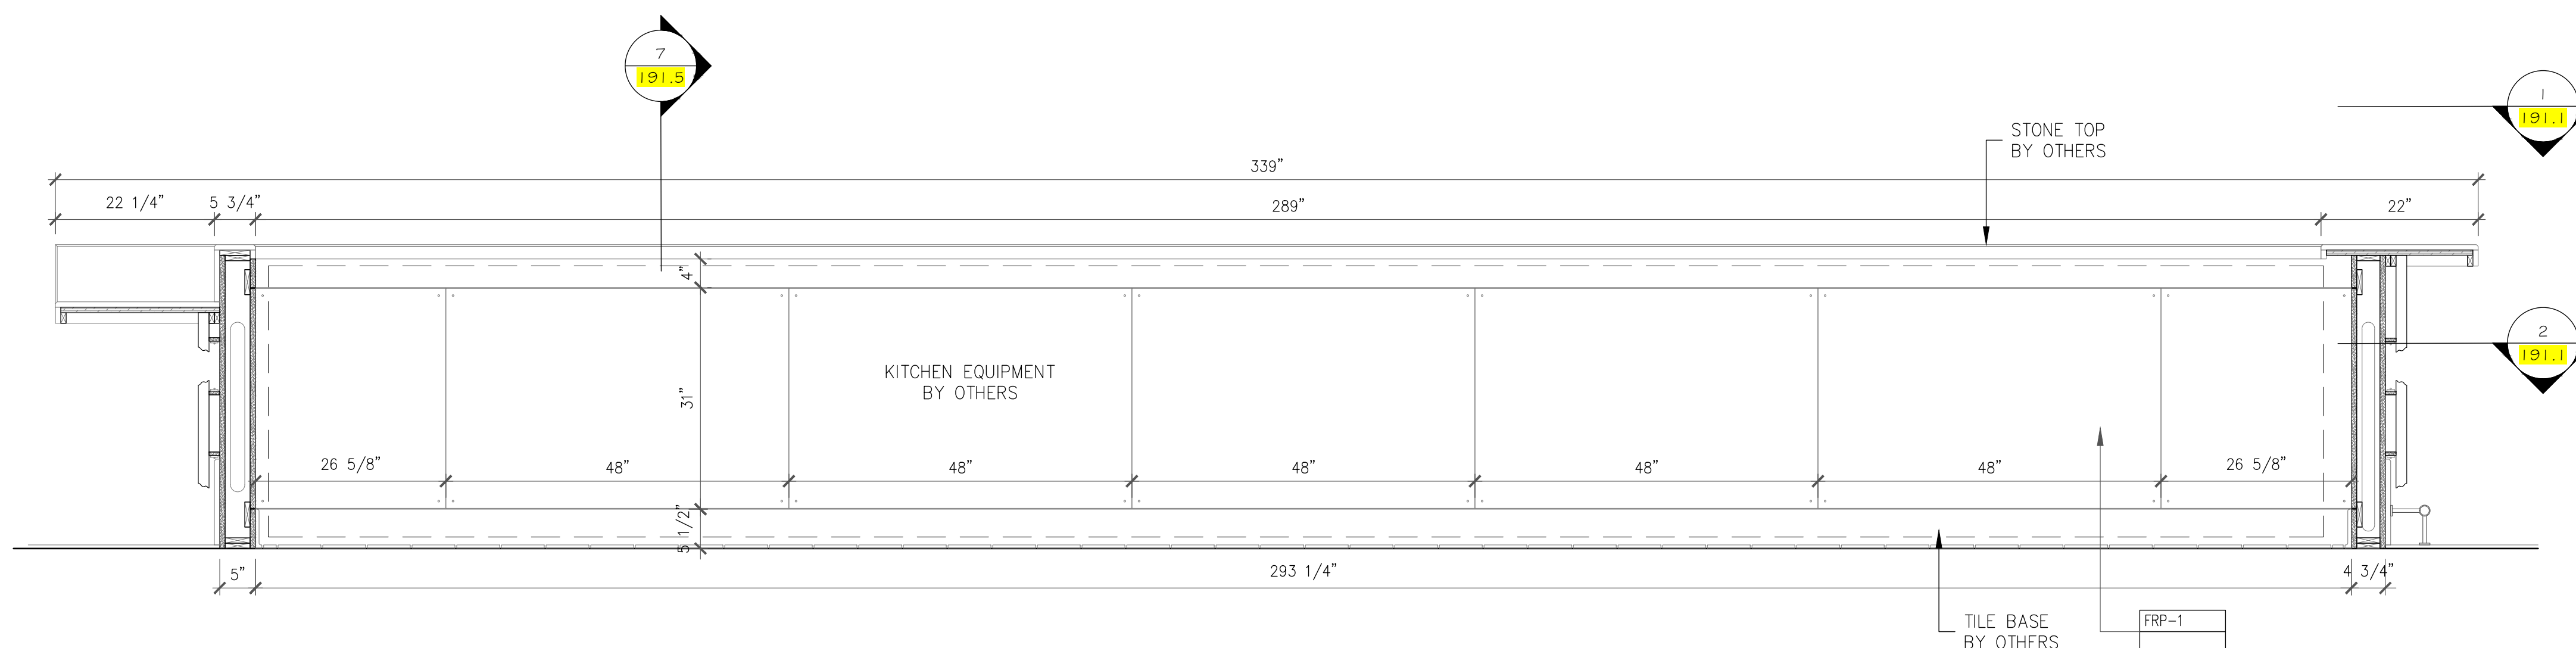 7
191.5
1
191.1
STONE TOP
BY OTHERS
339"
22 1/4" 5 3/4" 289" 22"
4"
2
191.1
KITCHEN EQUIPMENT
BY OTHERS
31"
26 5/8" 48" 48" 48" 48" 48" 26 5/8"
5 1/2"
5" 293 1/4" 4 3/4"
TILE BASE
BY OTHERS
FRP-1